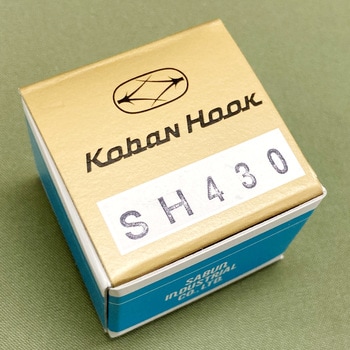 Koban Hook
SH430
SABUN
INDUSTRIAL
CO. LTD.